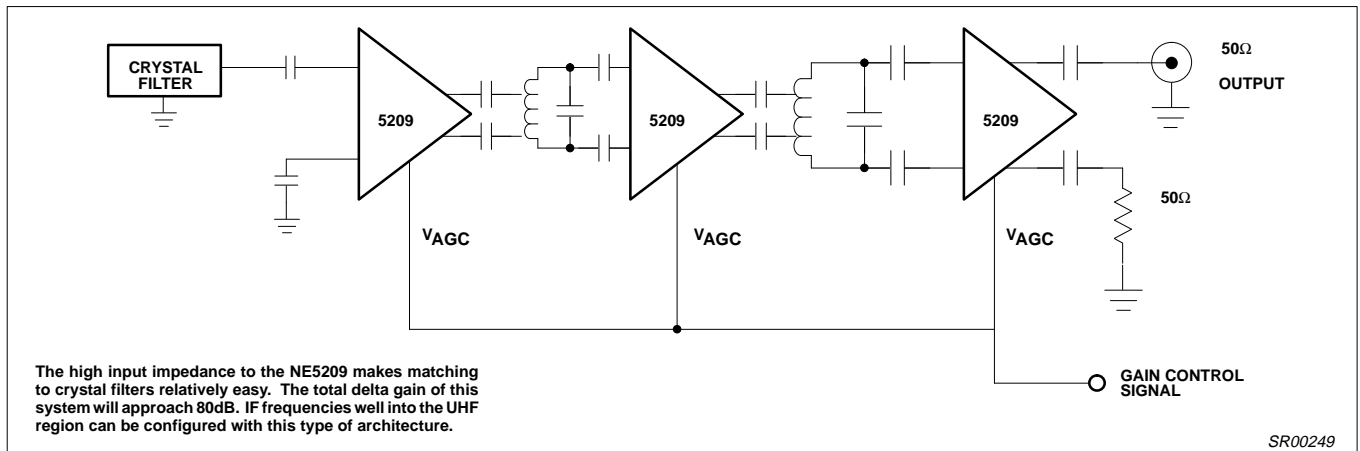 CRYSTAL
FILTER
5209
5209
5209
50Ω
OUTPUT
50Ω
VAGC
VAGC
VAGC
The high input impedance to the NE5209 makes matching
to crystal filters relatively easy. The total delta gain of this
system will approach 80dB. IF frequencies well into the UHF
region can be configured with this type of architecture.
GAIN CONTROL
SIGNAL
SR00249